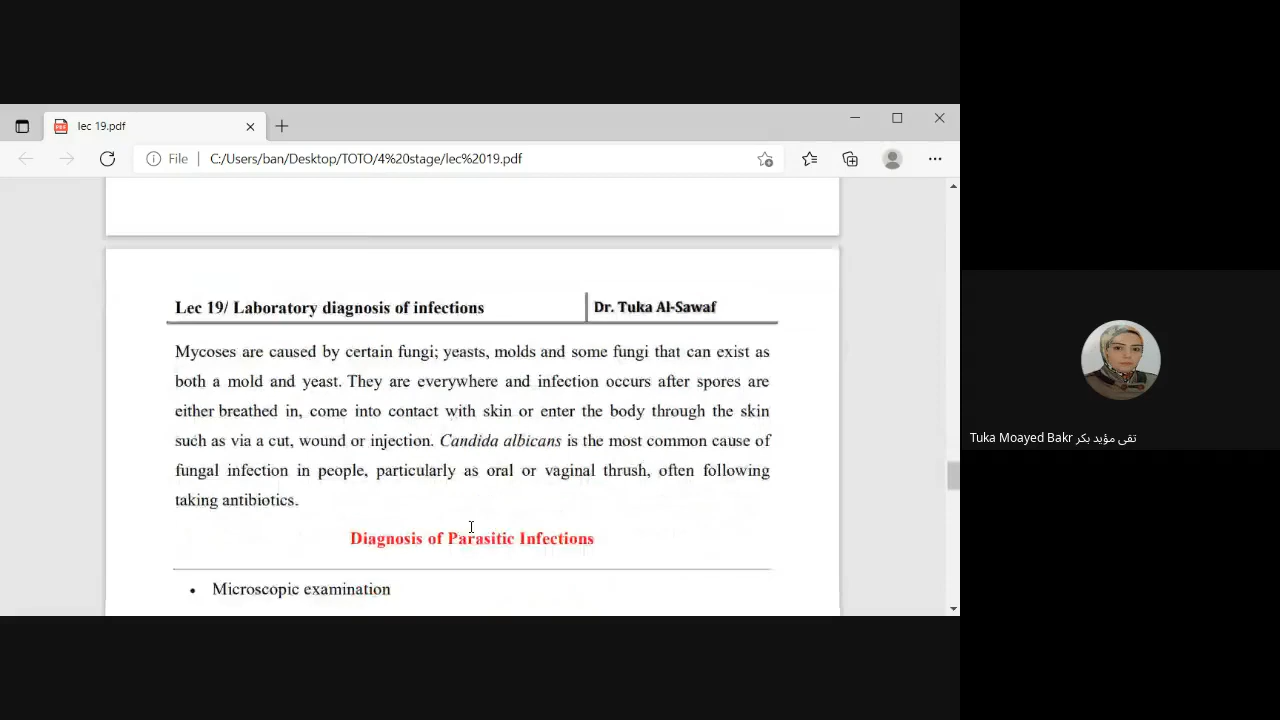 lec 19.pdf
File
C:/Users/ban/Desktop/TOTO/4%20stage/lec%2019.pdf
Lec 19/ Laboratory diagnosis of infections
Dr. Tuka Al-Sawaf
Mycoses are caused by certain fungi; yeasts, molds and some fungi that can exist as
both a mold and yeast. They are everywhere and infection occurs after spores are
either breathed in, come into contact with skin or enter the body through the skin
such as via a cut, wound or injection. Candida albicans is the most common cause of
fungal infection in people, particularly as oral or vaginal thrush, often following
taking antibiotics.
Diagnosis of Parasitic Infections
• Microscopic examination
Tuka Moayed Bakr تقى مؤيد بكر